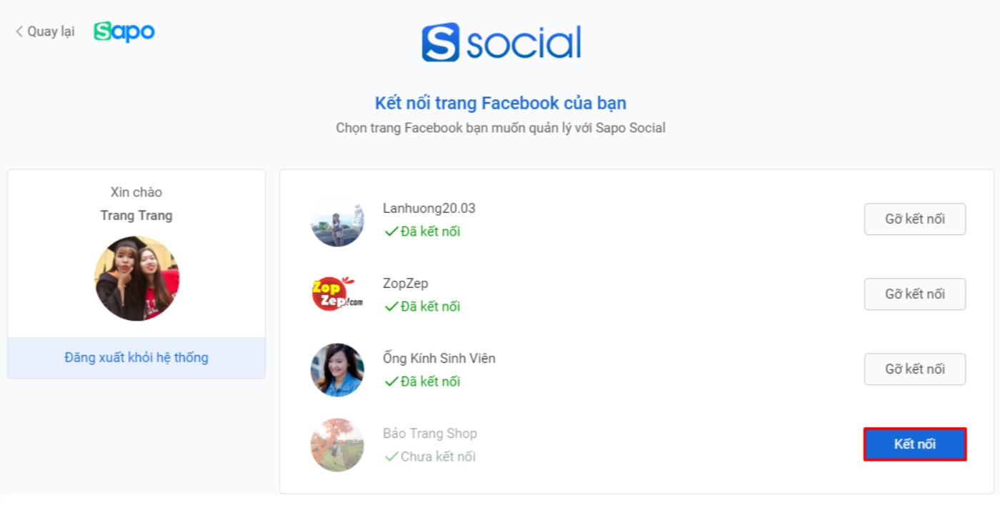 Quay lại
Sapo
S social
Kết nối trang Facebook của bạn
Chọn trang Facebook bạn muốn quản lý với Sapo Social
Xin chào
Trang Trang
Đăng xuất khỏi hệ thống
Lanhuong20.03
Đã kết nối
Gỡ kết nối
Zop
Zep!com
ZopZep
Đã kết nối
Gỡ kết nối
Ống Kính Sinh Viên
Đã kết nối
Gỡ kết nối
Bảo Trang Shop
Chưa kết nối
Kết nối